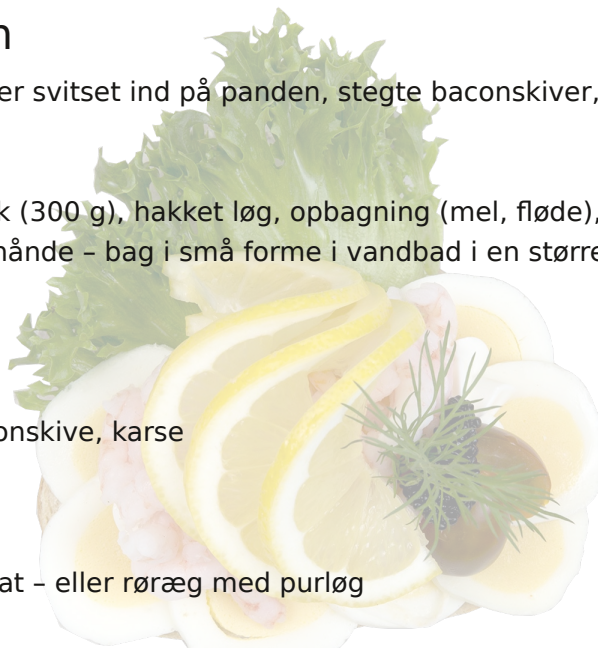 n
er svitset ind på panden, stegte baconskiver,
k (300 g), hakket løg, opbagning (mel, fløde),
nånde – bag i små forme i vandbad i en større
onskive, karse
at – eller røræg med purløg